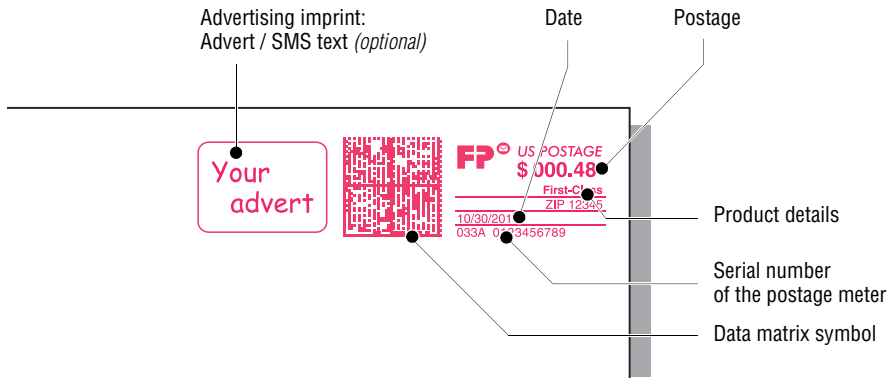 Advertising imprint:
Advert / SMS text (optional)
Date
Postage
Your
advert
FP
US POSTAGE
$ 000.48
First-Class
ZIP 12345
10/30/201
033A 0123456789
Product details
Serial number
of the postage meter
Data matrix symbol